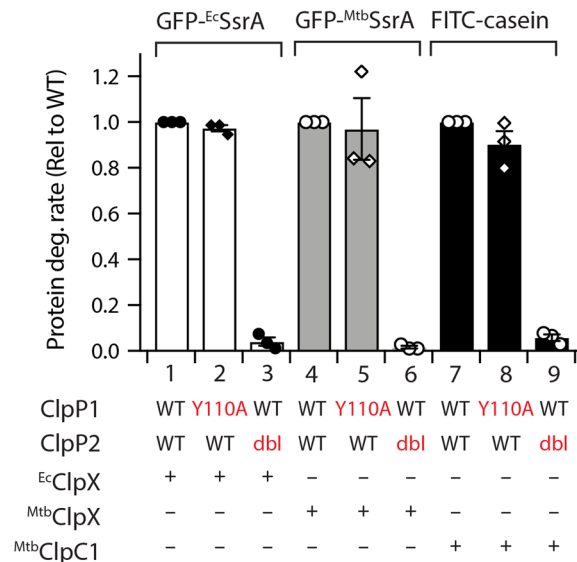 GFP-EcSsrA GFP-MtbSsrA FITC-casein
Protein deg. rate (Rel to WT)
1.2
1.0
0.8
0.6
0.4
0.2
0.0
1 2 3 4 5 6 7 8 9
ClpP1 WT Y110A WT WT Y110A WT WT Y110A WT
ClpP2 WT WT dbl WT WT dbl WT WT dbl
EcClpX + + + – – – – – –
MtbClpX – – – + + + – – –
MtbClpC1 – – – – – – + + +